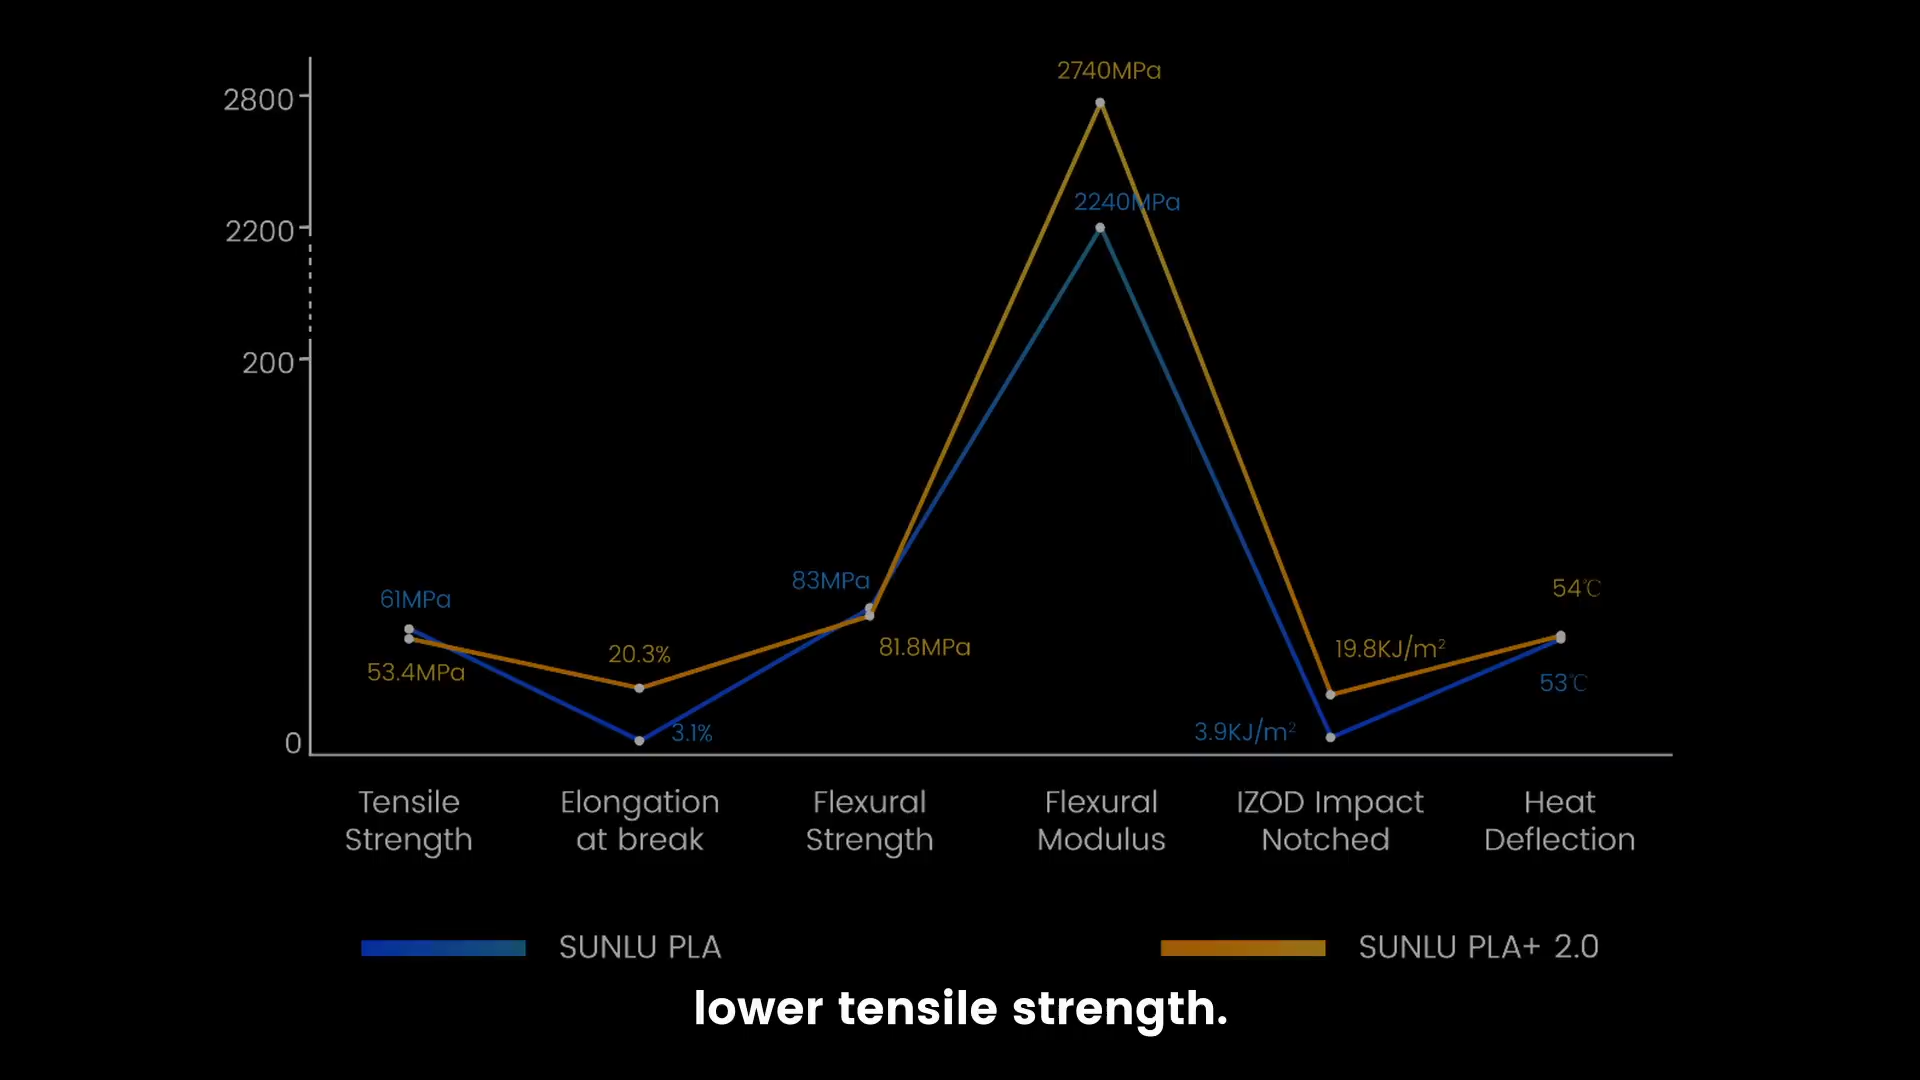 2740MPa
2800
2240MPa
2200
200
83MPa
61MPa
54℃
81.8MPa
19.8KJ/m²
20.3%
53.4MPa
53℃
3.9KJ/m²
3.1%
0
Tensile
Strength
Elongation
at break
Flexural
Strength
Flexural
Modulus
IZOD Impact
Notched
Heat
Deflection
SUNLU PLA
SUNLU PLA+ 2.0
lower tensile strength.